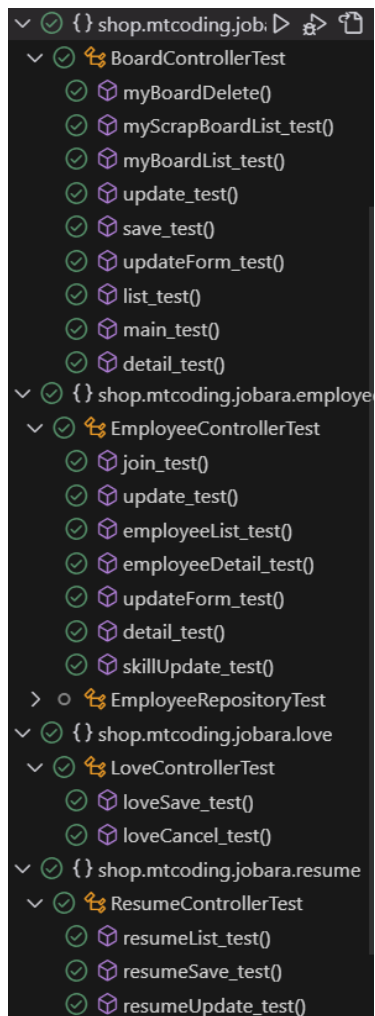 {} shop.mtcoding.job
BoardControllerTest
myBoardDelete()
myScrapBoardList_test()
myBoardList_test()
update_test()
save_test()
updateForm_test()
list_test()
main_test()
detail_test()
{} shop.mtcoding.jobara.employee
EmployeeControllerTest
join_test()
update_test()
employeeList_test()
employeeDetail_test()
updateForm_test()
detail_test()
skillUpdate_test()
EmployeeRepositoryTest
{} shop.mtcoding.jobara.love
LoveControllerTest
loveSave_test()
loveCancel_test()
{} shop.mtcoding.jobara.resume
ResumeControllerTest
resumeList_test()
resumeSave_test()
resumeUpdate_test()